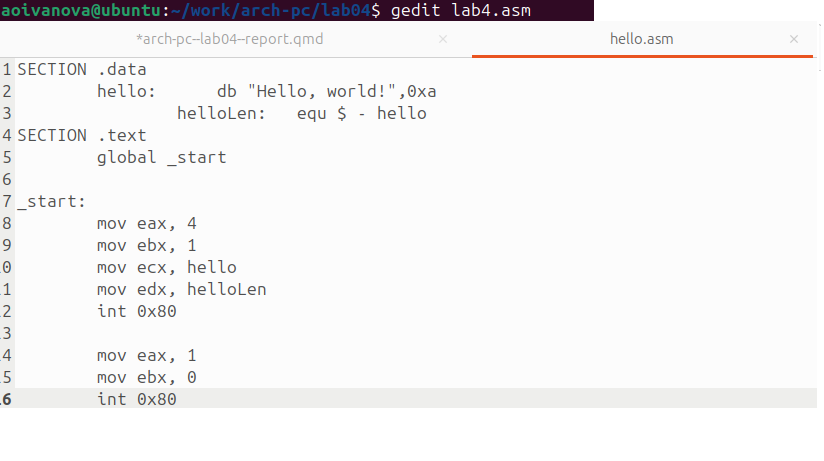 aoivanova@ubuntu:~/work/arch-pc/lab04$ gedit lab4.asm
*arch-pc--lab04--report.qmd × hello.asm ×
1 SECTION .data
2 hello: db "Hello, world!",0xa
3 helloLen: equ $ - hello
4 SECTION .text
5 global _start
6
7 _start:
8 mov eax, 4
9 mov ebx, 1
0 mov ecx, hello
1 mov edx, helloLen
2 int 0x80
3
4 mov eax, 1
5 mov ebx, 0
6 int 0x80